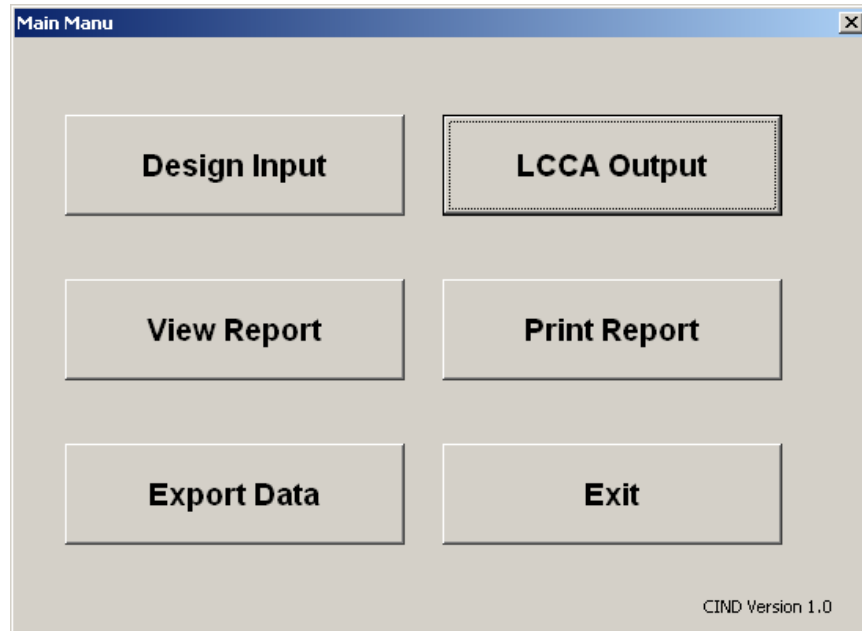 Main Manu
Design Input
LCCA Output
View Report
Print Report
Export Data
Exit
CIND Version 1.0